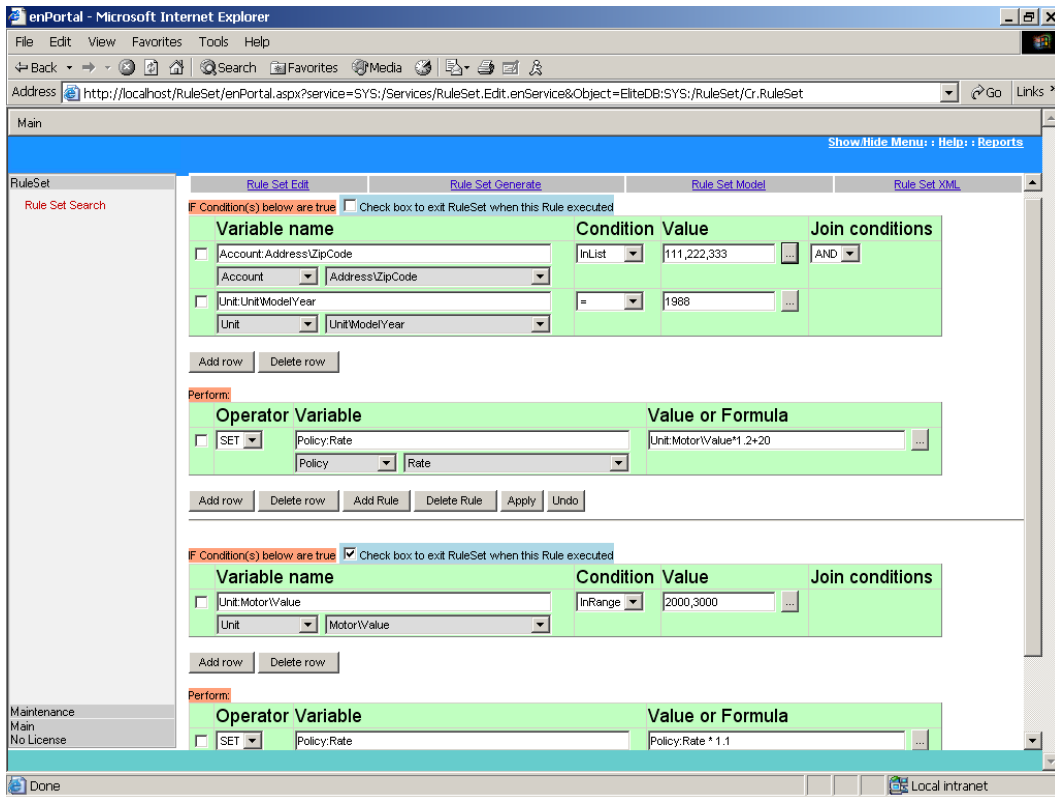 enPortal - Microsoft Internet Explorer
File Edit View Favorites Tools Help
Back Search Favorites Media
Address http://localhost/RuleSet/enPortal.aspx?service=SYS:/Services/RuleSet.Edit.enService&Object=EliteDB:SYS:/RuleSet/Cr.RuleSet Go Links »
Main
Show/Hide Menu: : Help: : Reports
RuleSet
Rule Set Search
Rule Set Edit Rule Set Generate Rule Set Model Rule Set XML
IF Condition(s) below are true Check box to exit RuleSet when this Rule executed
Variable name Condition Value Join conditions
Account:Address\ZipCode InList 111,222,333 ... AND
Account Address\ZipCode
Unit:Unit\ModelYear = 1988 ...
Unit Unit\ModelYear
Add row Delete row
Perform:
Operator Variable Value or Formula
SET Policy:Rate Unit:Motor\Value*1.2+20 ...
Policy Rate
Add row Delete row Add Rule Delete Rule Apply Undo
IF Condition(s) below are true Check box to exit RuleSet when this Rule executed
Variable name Condition Value Join conditions
Unit:Motor\Value InRange 2000,3000 ...
Unit Motor\Value
Add row Delete row
Perform:
Operator Variable Value or Formula
SET Policy:Rate Policy:Rate * 1.1 ...
Maintenance
Main
No License
Done Local intranet